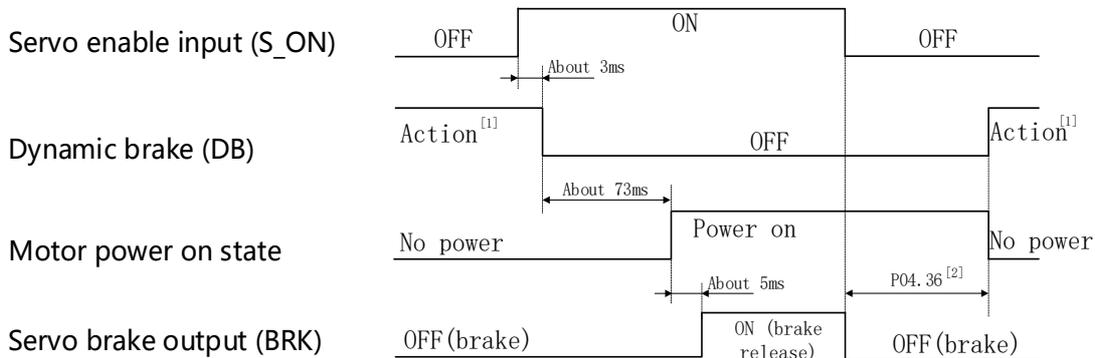 Servo enable input (S_ON)
OFF
ON
OFF
About 3ms
Dynamic brake (DB)
Action[1]
OFF
Action[1]
About 73ms
Motor power on state
No power
Power on
No power
About 5ms
P04.36[2]
Servo brake output (BRK)
OFF(brake)
ON (brake
release)
OFF(brake)